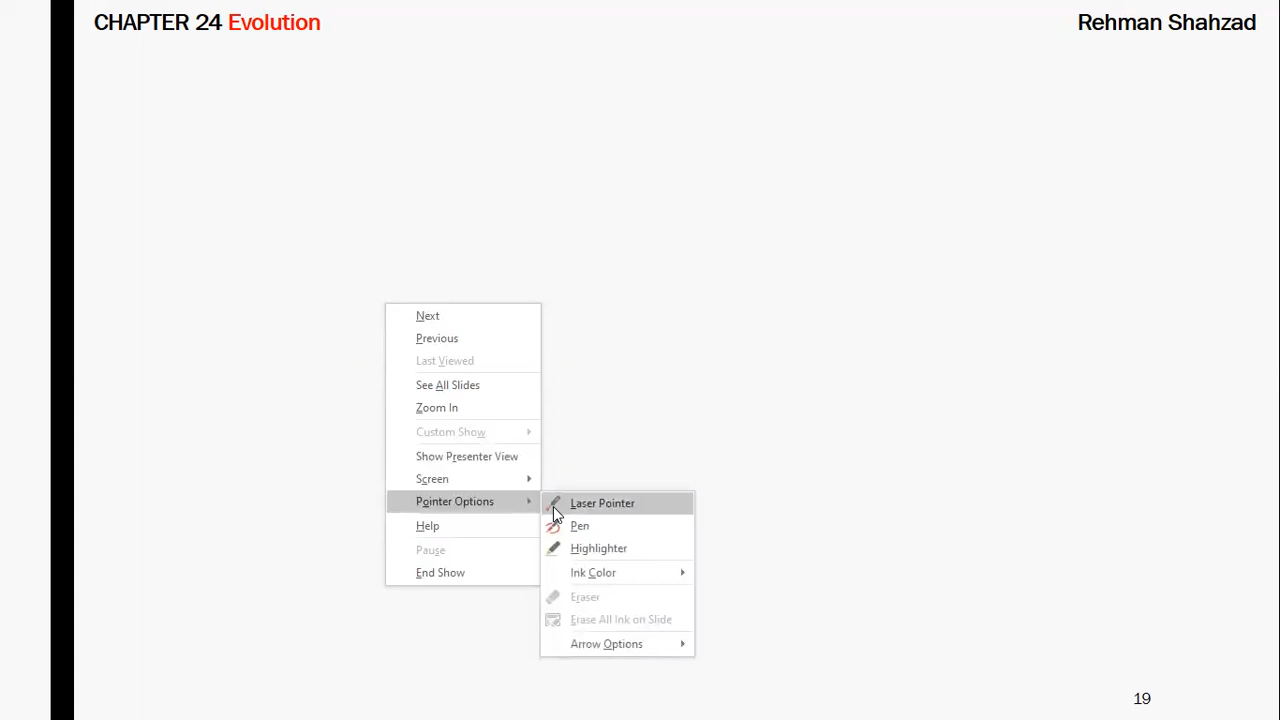 CHAPTER 24 Evolution
Rehman Shahzad
Next
Previous
Last Viewed
See All Slides
Zoom In
Custom Show
Show Presenter View
Screen
Pointer Options
Help
Pause
End Show
Laser Pointer
Pen
Highlighter
Ink Color
Eraser
Erase All Ink on Slide
Arrow Options
19